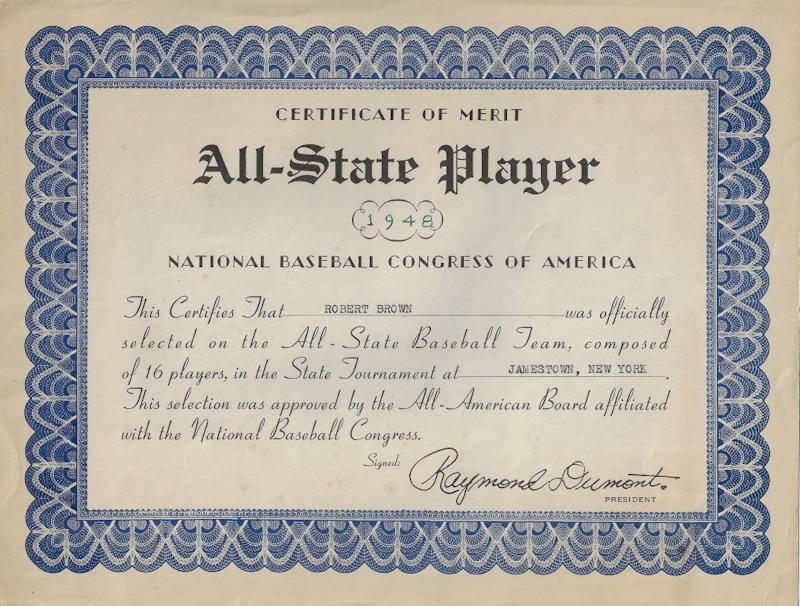 CERTIFICATE OF MERIT
All-State Player
1948
NATIONAL BASEBALL CONGRESS OF AMERICA
This Certifies That ROBERT BROWN was officially
selected on the All-State Baseball Team, composed
of 16 players, in the State Tournament at JAMESTOWN, NEW YORK.
This selection was approved by the All-American Board affiliated
with the National Baseball Congress.
Signed: Raymond Dumont.
PRESIDENT